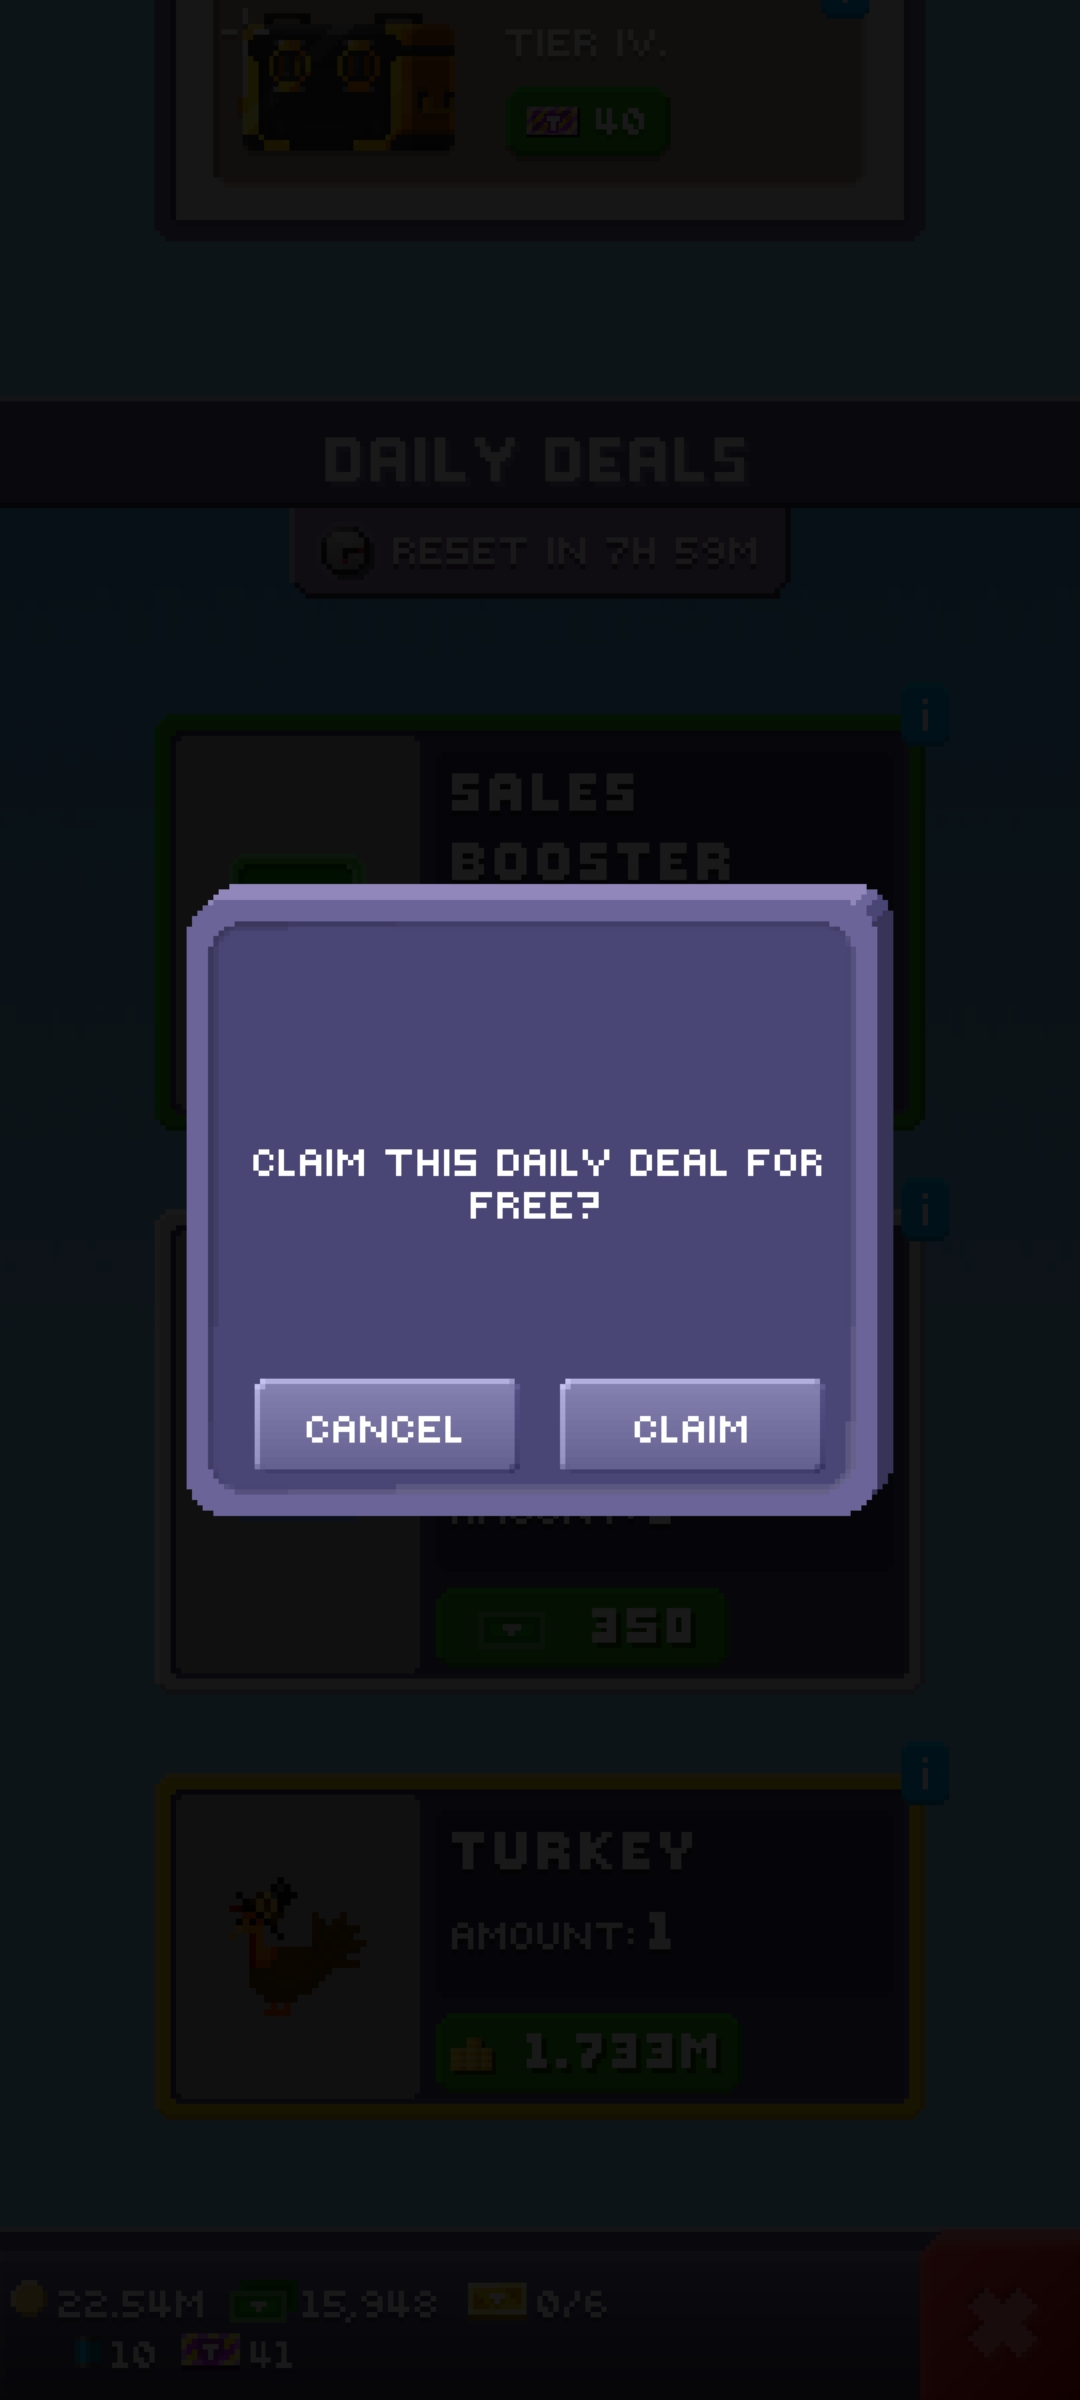 TIER IV.
40
DAILY DEALS
RESET IN 7H 59M
i
SALES
BOOSTER
CLAIM THIS DAILY DEAL FOR
FREE?
i
CANCEL
CLAIM
350
i
TURKEY
AMOUNT: 1
1.733M
22.54M 15,948 0/6
10 41